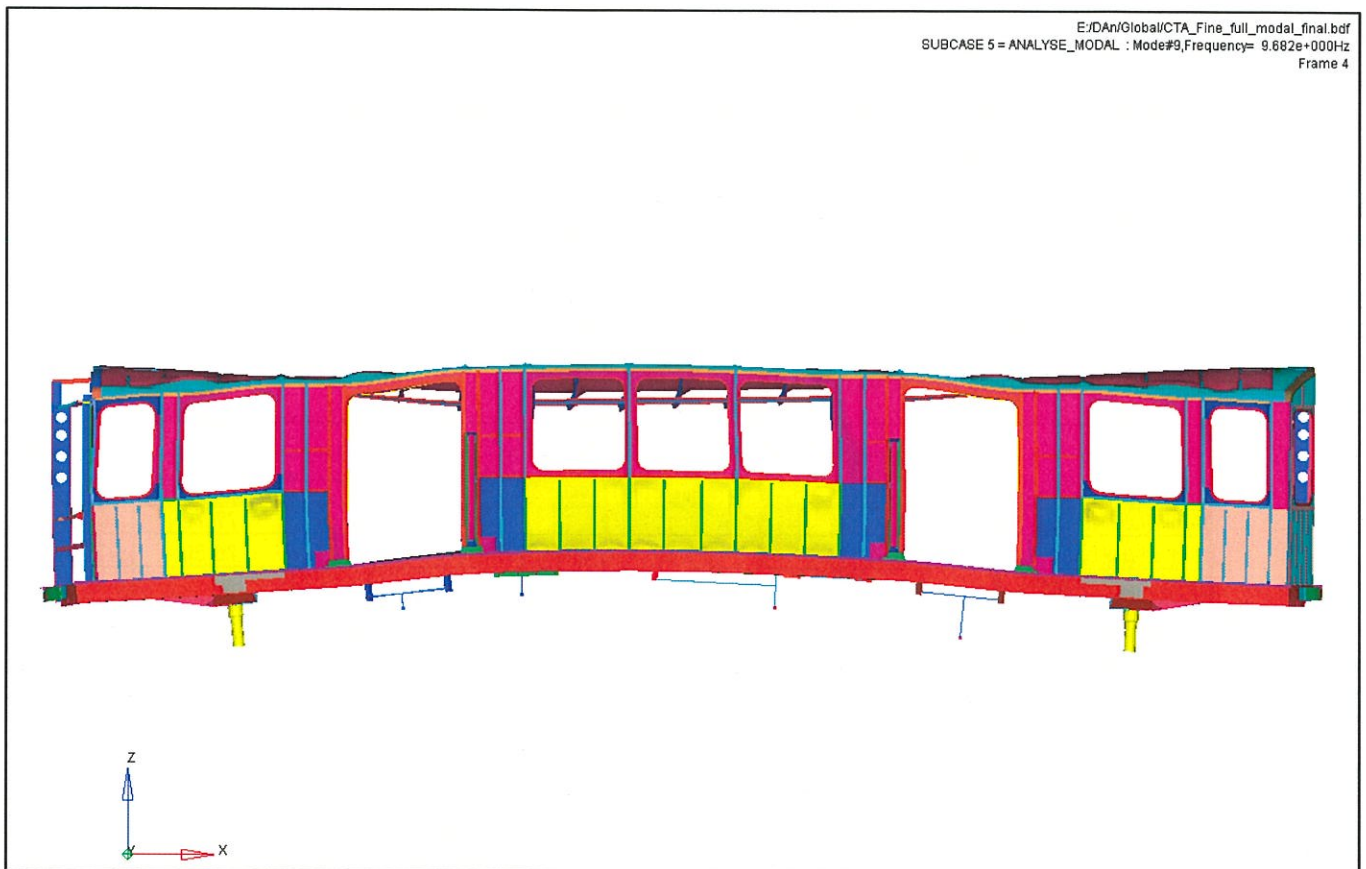 E:/DAn/Global/CTA_Fine_full_modal_final.bdf
SUBCASE 5 = ANALYSE_MODAL : Mode#9,Frequency= 9.682e+000Hz
Frame 4
Z
Y
X